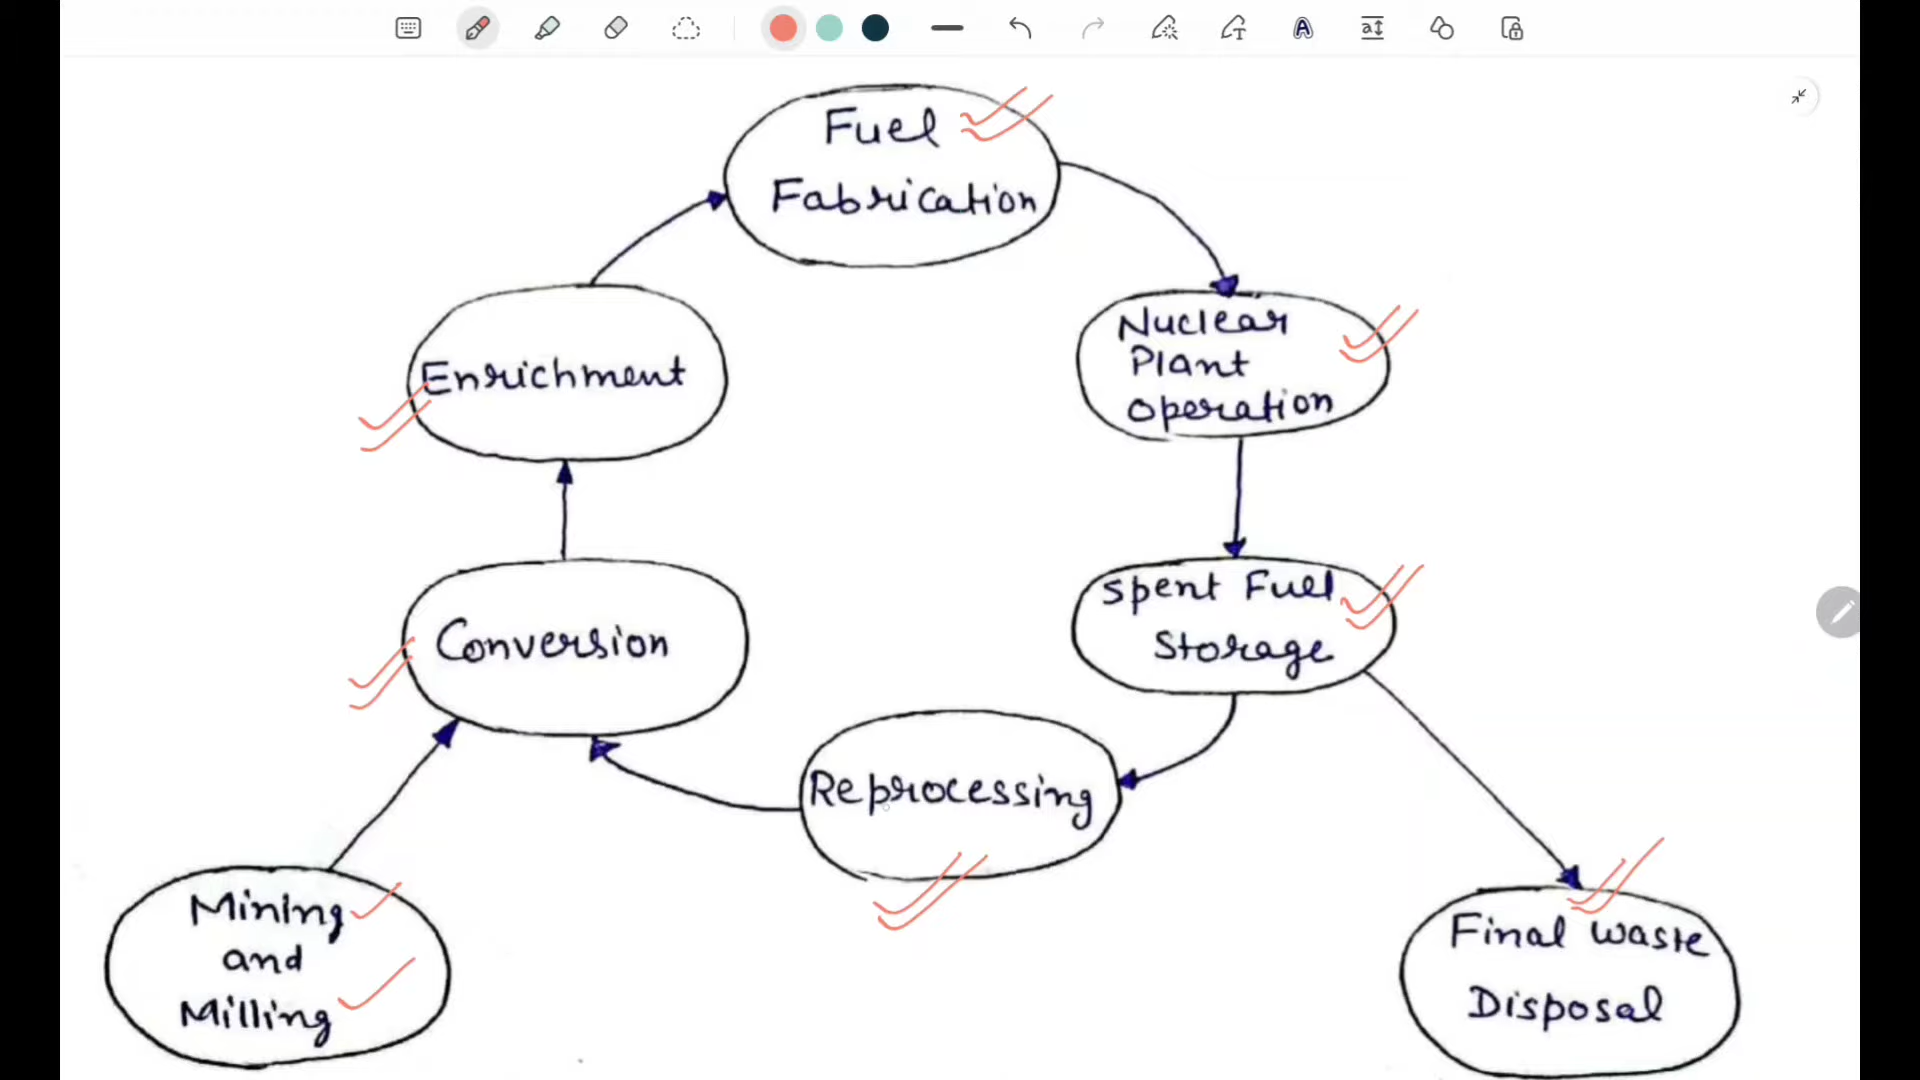 Fuel
Fabrication
Enrichment
Nuclear
Plant
operation
Conversion
Spent Fuel
Storage
Reprocessing
Mining
and
Milling
Final Waste
Disposal